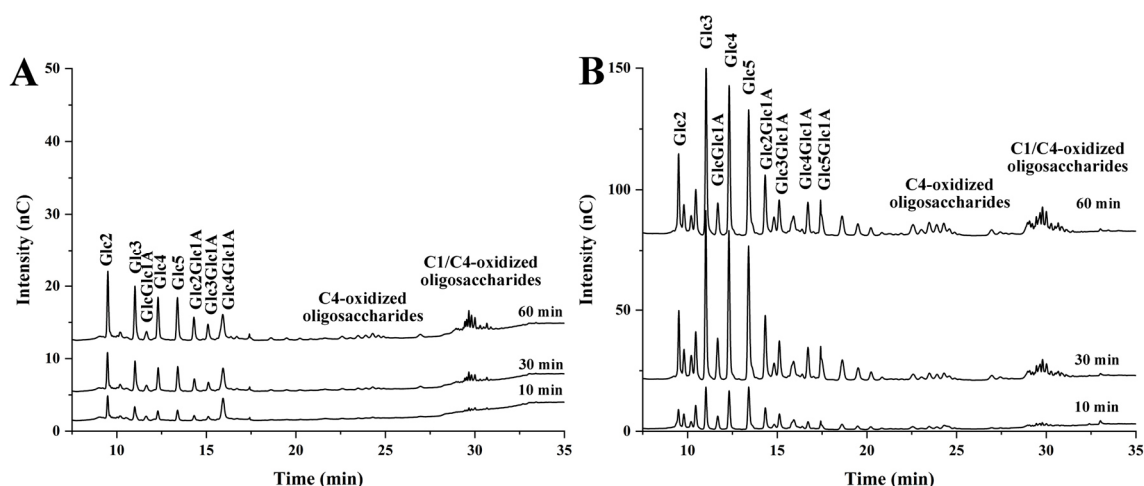 A
50
40
30
20
10
0
Intensity (nC)
Glc2
Glc3
GlcGlc1A
Glc4
Glc5
Glc2Glc1A
Glc3Glc1A
Glc4Glc1A
C4-oxidized
oligosaccharides
C1/C4-oxidized
oligosaccharides
60 min
30 min
10 min
10 15 20 25 30 35
Time (min)
B
150
100
50
0
Intensity (nC)
Glc2
Glc3
GlcGlc1A
Glc4
Glc5
Glc2Glc1A
Glc3Glc1A
Glc4Glc1A
Glc5Glc1A
C4-oxidized
oligosaccharides
C1/C4-oxidized
oligosaccharides
60 min
30 min
10 min
10 15 20 25 30 35
Time (min)